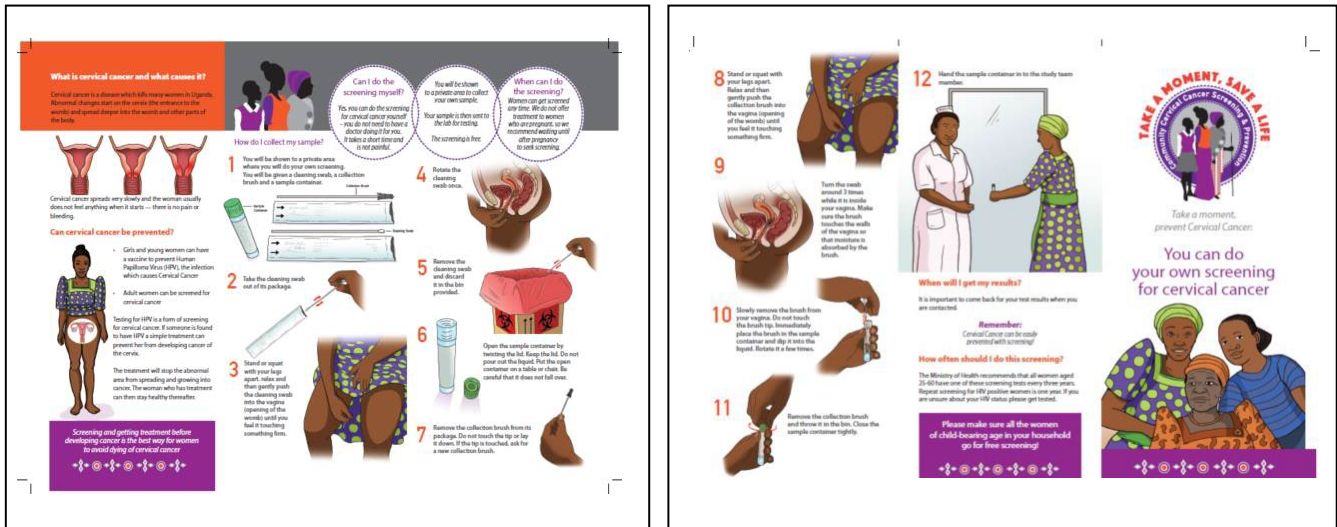 What is cervical cancer and what causes it?
Cervical cancer is a disease which kills many women in Uganda.
Abnormal changes start on the cervix (the entrance to the
womb) and spread deeper into the womb and other parts of
the body.
Cervical cancer spreads very slowly and the woman usually
does not feel anything when it starts — there is no pain or
bleeding.
Can cervical cancer be prevented?
• Girls and young women can have
a vaccine to prevent Human
Papilloma Virus (HPV), the infection
which causes Cervical Cancer
• Adult women can be screened for
cervical cancer
Testing for HPV is a form of screening
for cervical cancer. If someone is found
to have HPV a simple treatment can
prevent her from developing cancer of
the cervix.
The treatment will stop the abnormal
area from spreading and growing into
cancer. The woman who has treatment
can then stay healthy thereafter.
Screening and getting treatment before
developing cancer is the best way for women
to avoid dying of cervical cancer
Can I do the
screening myself?
Yes, you can do the screening
for cervical cancer yourself
– you do not need to have a
doctor doing it for you.
It takes a short time and
is not painful.
You will be shown
to a private area to collect
your own sample.
Your sample is then sent to
the lab for testing.
The screening is free.
When can I do
the screening?
Women can get screened
any time. We do not offer
treatment to women
who are pregnant, so we
recommend waiting until
after pregnancy
to seek screening.
How do I collect my sample?
1 You will be shown to a private area
where you will do your own screening.
You will be given a cleaning swab, a collection
brush and a sample container.
Collection Brush
Sample
Container
Cleaning Swab
2 Take the cleaning swab
out of its package.
3 Stand or squat
with your legs
apart, relax and
then gently push
the cleaning swab
into the vagina
(opening of the
womb) until you
feel it touching
something firm.
4 Rotate the
cleaning
swab once.
5 Remove the
cleaning swab
and discard
it in the bin
provided.
6
Open the sample container by
twisting the lid. Keep the lid. Do not
pour out the liquid. Put the open
container on a table or chair. Be
careful that it does not fall over.
7 Remove the collection brush from its
package. Do not touch the tip or lay
it down. If the tip is touched, ask for
a new collection brush.
8 Stand or squat with
your legs apart.
Relax and then
gently push the
collection brush into
the vagina (opening
of the womb) until
you feel it touching
something firm.
9
Turn the swab
around 3 times
while it is inside
your vagina. Make
sure the brush
touches the walls
of the vagina so
that moisture is
absorbed by the
brush.
10 Slowly remove the brush from
your vagina. Do not touch
the brush tip. Immediately
place the brush in the sample
container and dip it into the
liquid. Rotate it a few times.
11
Remove the collection brush
and throw it in the bin. Close the
sample container tightly.
12 Hand the sample container in to the study team
member.
When will I get my results?
It is important to come back for your test results when you
are contacted.
Remember:
Cervical Cancer can be easily
prevented with screening!
How often should I do this screening?
The Ministry of Health recommends that all women aged
25-60 have one of these screening tests every three years.
Repeat screening for HIV positive women is one year. If you
are unsure about your HIV status please get tested.
Please make sure all the women
of child-bearing age in your household
go for free screening!
TAKE A MOMENT, SAVE A LIFE
Community Cervical Cancer Screening & Prevention
Take a moment,
prevent Cervical Cancer:
You can do
your own screening
for cervical cancer